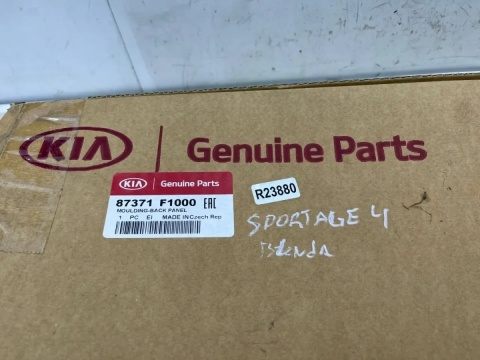 KIA Genuine Parts
KIA Genuine Parts
87371 F1000 EAC
MOULDING-BACK PANEL
1 PC EI MADE IN Czech Rep
R23880
SPORTAGE 4